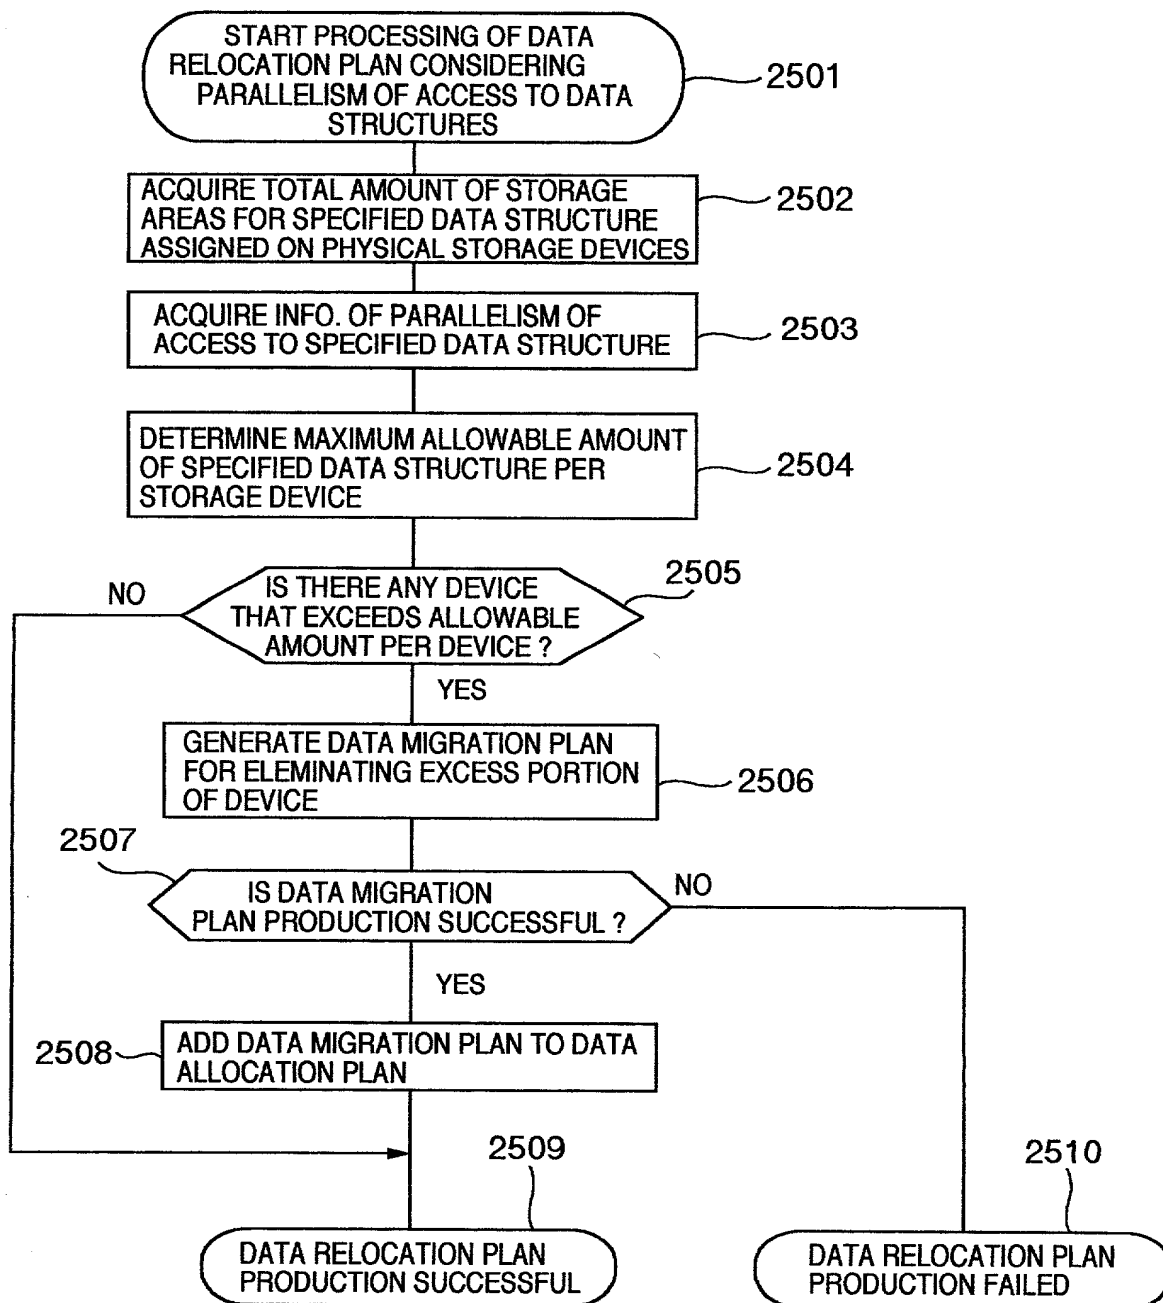 START PROCESSING OF DATA
RELOCATION PLAN CONSIDERING
PARALLELISM OF ACCESS TO DATA
STRUCTURES
2501
ACQUIRE TOTAL AMOUNT OF STORAGE
AREAS FOR SPECIFIED DATA STRUCTURE
ASSIGNED ON PHYSICAL STORAGE DEVICES
2502
ACQUIRE INFO. OF PARALLELISM OF
ACCESS TO SPECIFIED DATA STRUCTURE
2503
DETERMINE MAXIMUM ALLOWABLE AMOUNT
OF SPECIFIED DATA STRUCTURE PER
STORAGE DEVICE
2504
2505
NO
IS THERE ANY DEVICE
THAT EXCEEDS ALLOWABLE
AMOUNT PER DEVICE ?
YES
GENERATE DATA MIGRATION PLAN
FOR ELEMINATING EXCESS PORTION
OF DEVICE
2506
2507
IS DATA MIGRATION
PLAN PRODUCTION SUCCESSFUL ?
NO
YES
2508
ADD DATA MIGRATION PLAN TO DATA
ALLOCATION PLAN
2509
2510
DATA RELOCATION PLAN
PRODUCTION SUCCESSFUL
DATA RELOCATION PLAN
PRODUCTION FAILED